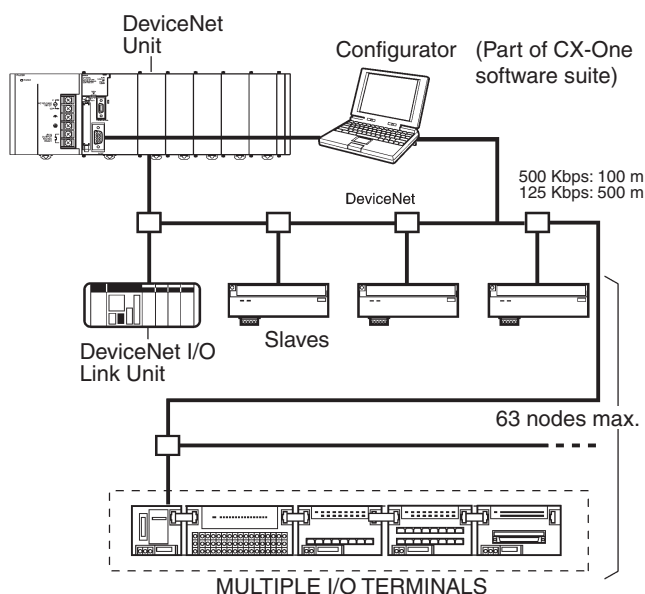 DeviceNet
Unit
Configurator
(Part of CX-One
software suite)
500 Kbps: 100 m
125 Kbps: 500 m
DeviceNet
Slaves
DeviceNet I/O
Link Unit
63 nodes max.
MULTIPLE I/O TERMINALS